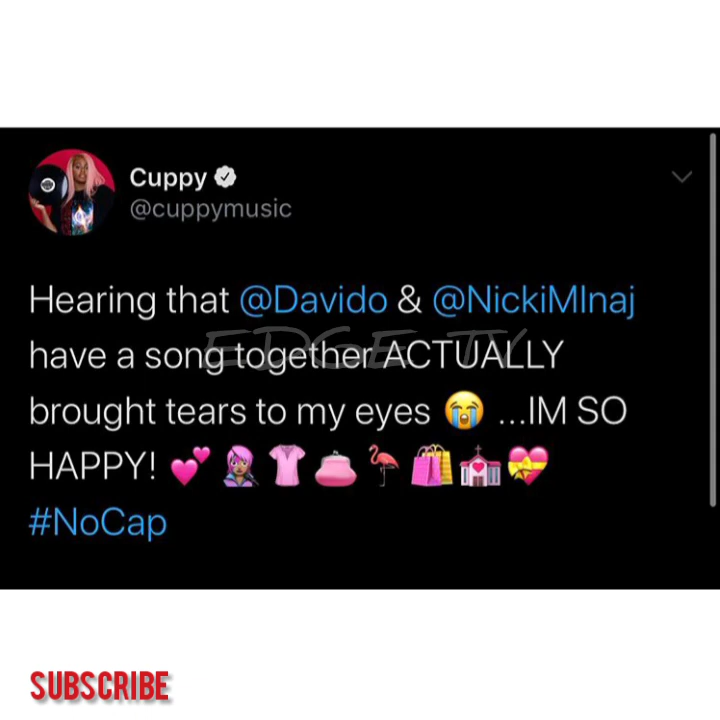 Cuppy
@cuppymusic
Hearing that @Davido & @NickiMInaj
have a song together ACTUALLY
EDGE TV
brought tears to my eyes 😭 ...IM SO
HAPPY! 💕👩🏽‍🎤👚👛🦩🛍️💒💝
#NoCap
SUBSCRIBE